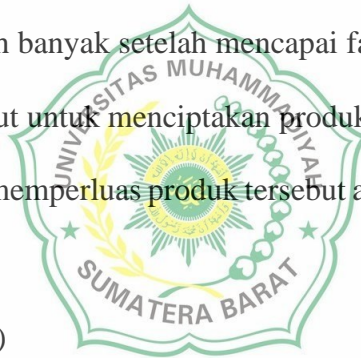 n banyak setelah mencapai fa
UNIVERSITAS MUHAMMADIYAH
ut untuk menciptakan produk
memperluas produk tersebut a
SUMATERA BARAT
)